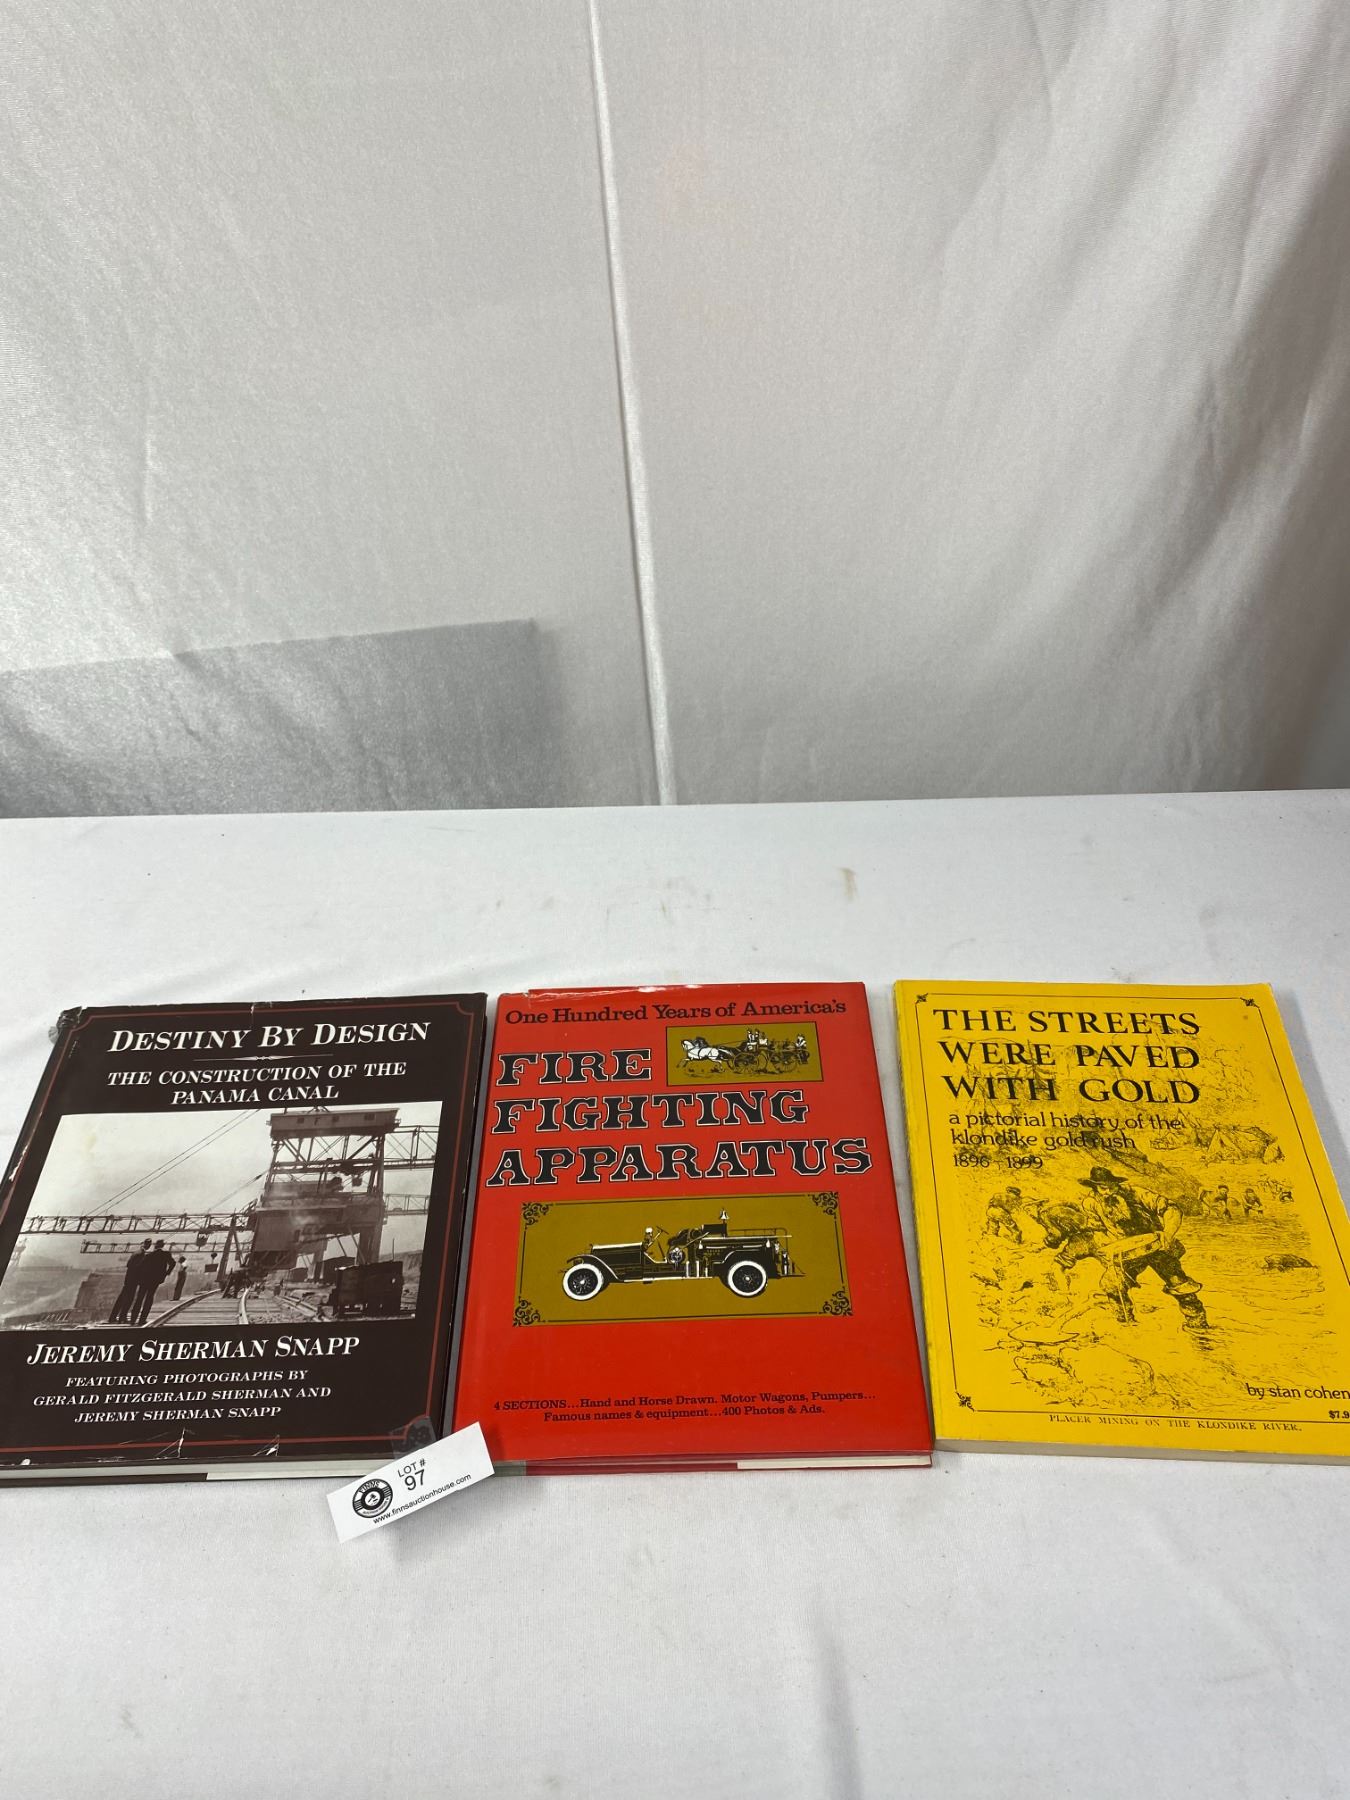 DESTINY BY DESIGN
THE CONSTRUCTION OF THE
PANAMA CANAL
JEREMY SHERMAN SNAPP
FEATURING PHOTOGRAPHS BY
GERALD FITZGERALD SHERMAN AND
JEREMY SHERMAN SNAPP
LOT #
97
www.finnsauctionhouse.com
One Hundred Years of America's
FIRE
FIGHTING
APPARATUS
4 SECTIONS...Hand and Horse Drawn, Motor Wagons, Pumpers...
Famous names & equipment...400 Photos & Ads.
THE STREETS
WERE PAVED
WITH GOLD
a pictorial history of the
klondike gold rush
1896 - 1899
by stan cohen
$7.9
PLACER MINING ON THE KLONDIKE RIVER.